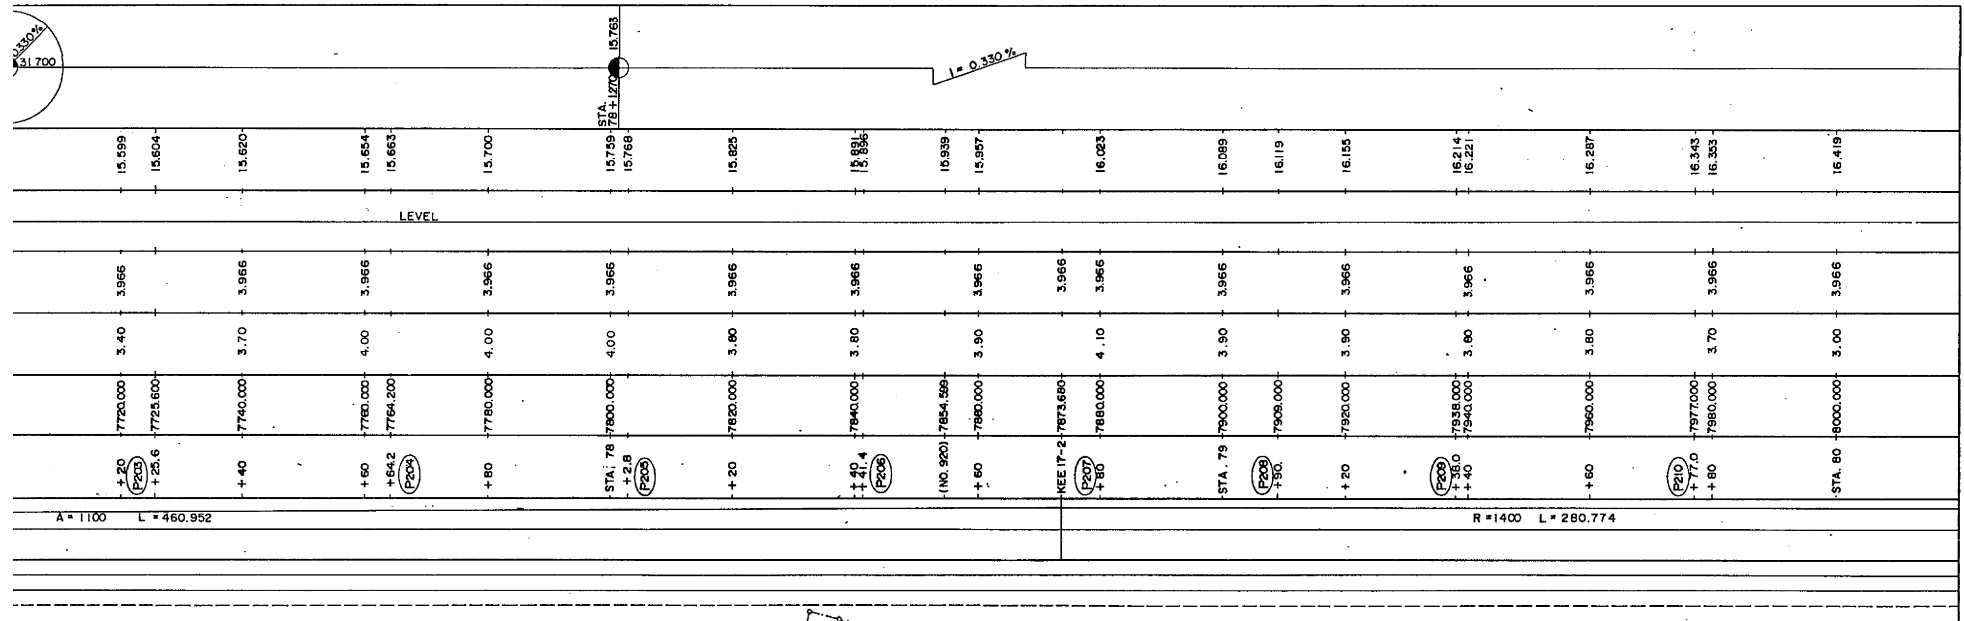 0.330%
31.700
STA. 78+1.270 15.763
I = 0.330%
15.599 15.604 15.620 15.654 15.663 15.700 15.759 15.768 15.825 15.891 15.896 15.939 15.957 16.023 16.089 16.119 16.155 16.214 16.221 16.287 16.343 16.353 16.419
LEVEL
3.966 3.966 3.966 3.966 3.966 3.966 3.966 3.966 3.966 3.966 3.966 3.966 3.966 3.966 3.966 3.966
3.40 3.70 4.00 4.00 4.00 3.80 3.80 3.90 4.10 3.90 3.90 3.80 3.80 3.70 3.00
7720.000 7725.600 7740.000 7760.000 7764.200 7780.000 7800.000 7820.000 7840.000 7854.599 7860.000 7873.680 7880.000 7900.000 7909.000 7920.000 7938.000 7940.000 7960.000 7977.000 7980.000 8000.000
+20 P203 +25.6 +40 +60 +64.2 P204 +80 STA. 78 +2.8 P205 +20 +40 +41.4 P206 (NO. 920) +60 KEE 17-2 P207 +80 STA. 79 P208 +90. +20 P209 +38.0 +40 +60 P210 +77.0 +80 STA. 80
A = 1100 L = 460.952
R = 1400 L = 280.774